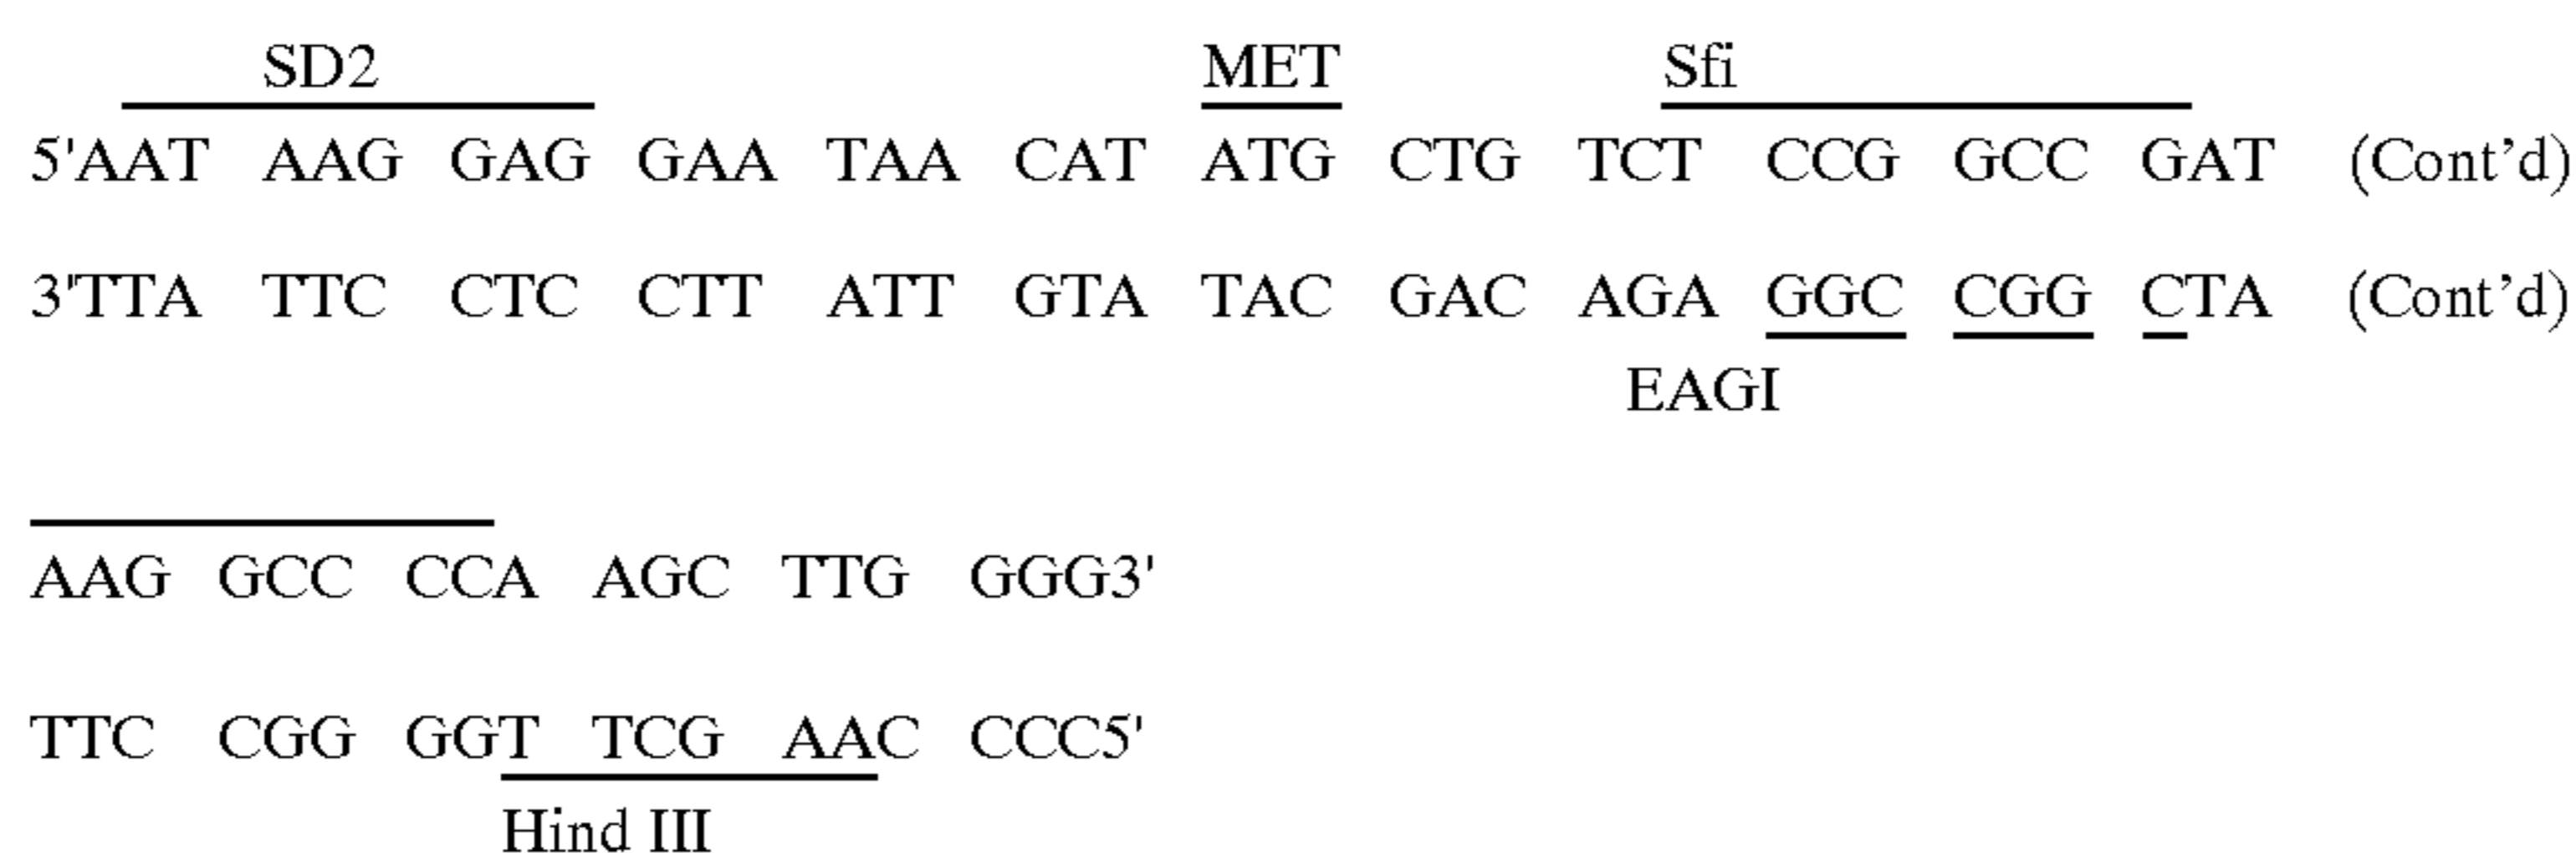 SD2 MET Sfi
5'AAT AAG GAG GAA TAA CAT ATG CTG TCT CCG GCC GAT (Cont’d)
3'TTA TTC CTC CTT ATT GTA TAC GAC AGA GGC CGG CTA (Cont’d)
EAGI
AAG GCC CCA AGC TTG GGG3'
TTC CGG GGT TCG AAC CCC5'
Hind III